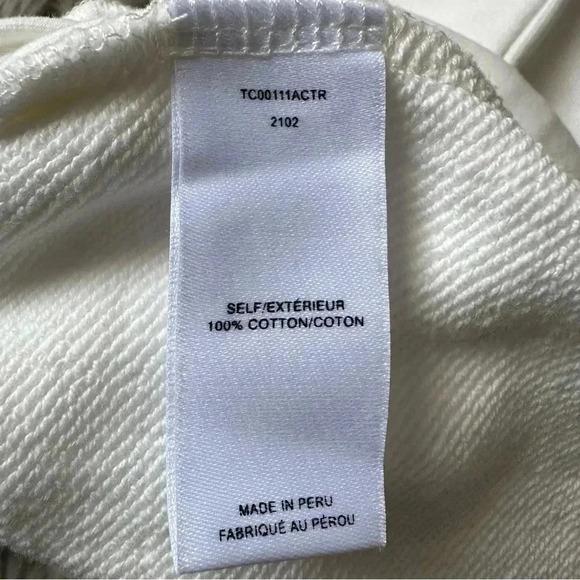 TC00111ACTR
2102
SELF/EXTÉRIEUR
100% COTTON/COTON
MADE IN PERU
FABRIQUÉ AU PÉROU